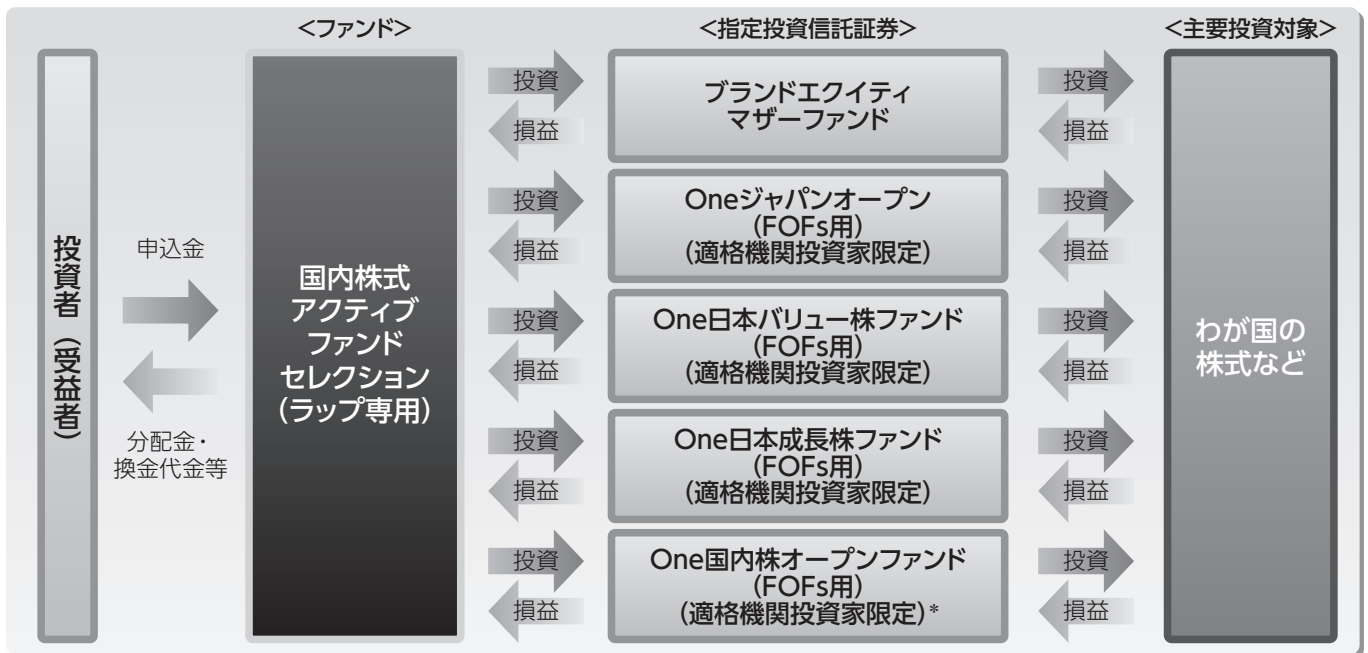 <ファンド>
<指定投資信託証券>
<主要投資対象>
投資者（受益者）
申込金
分配金・
換金代金等
国内株式
アクティブ
ファンド
セレクション
（ラップ専用）
投資
損益
ブランドエクイティ
マザーファンド
投資
損益
投資
損益
Oneジャパンオープン
(FOFs用)
(適格機関投資家限定)
投資
損益
投資
損益
One日本バリュー株ファンド
(FOFs用)
(適格機関投資家限定)
投資
損益
投資
損益
One日本成長株ファンド
(FOFs用)
(適格機関投資家限定)
投資
損益
投資
損益
One国内株オープンファンド
(FOFs用)
(適格機関投資家限定)*
投資
損益
わが国の
株式など